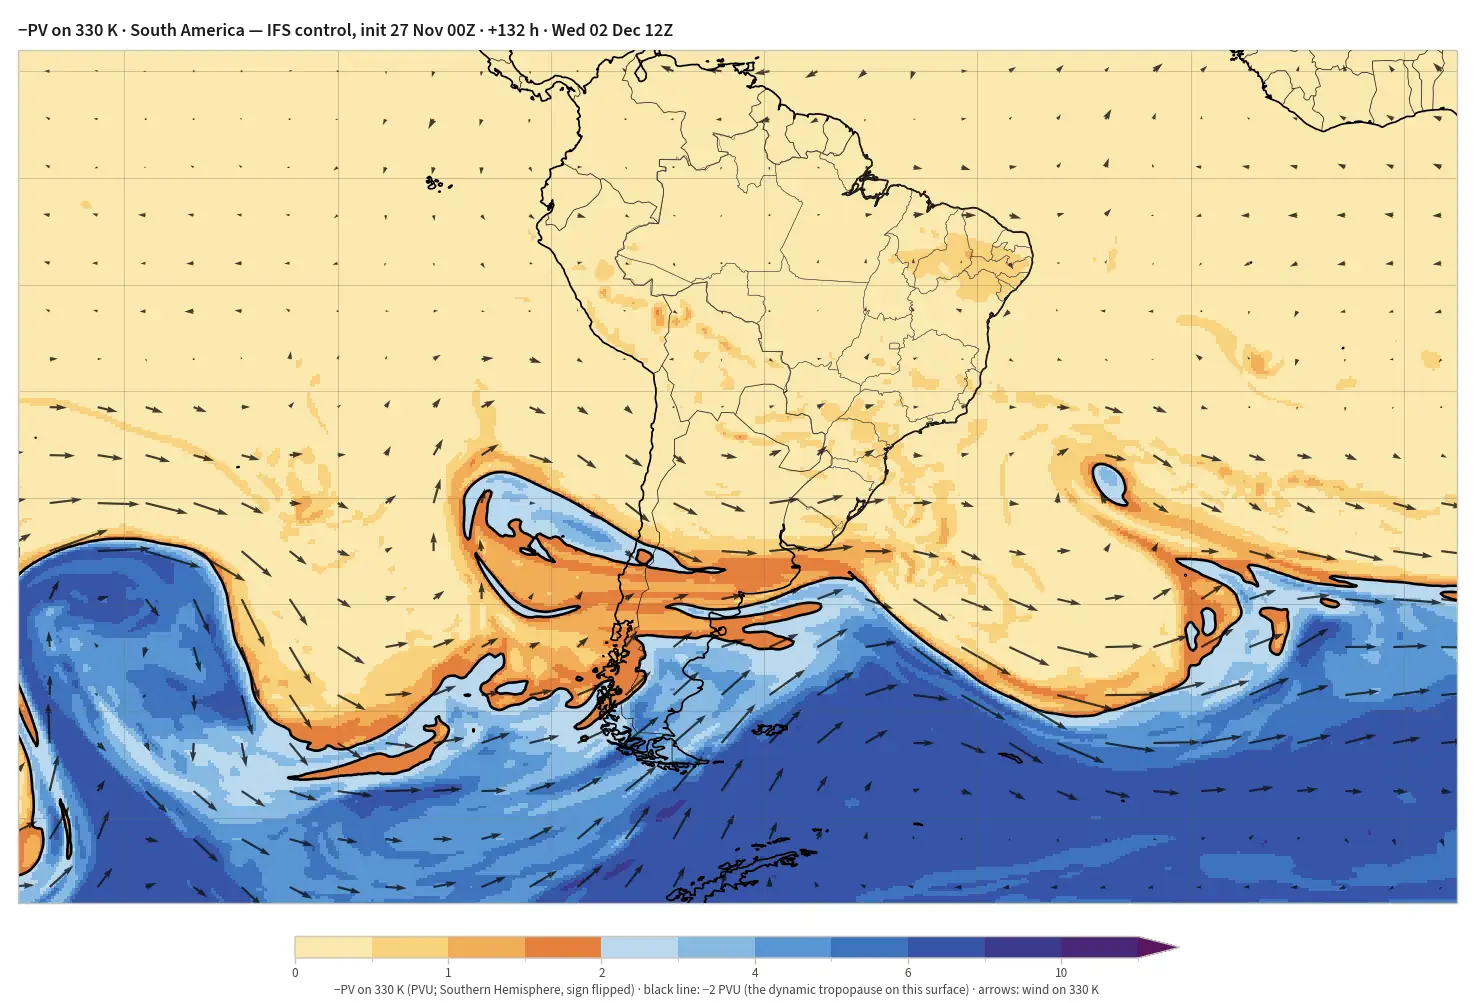 −PV on 330 K · South America — IFS control, init 27 Nov 00Z · +132 h · Wed 02 Dec 12Z
0 1 2 4 6 10
−PV on 330 K (PVU; Southern Hemisphere, sign flipped) · black line: −2 PVU (the dynamic tropopause on this surface) · arrows: wind on 330 K